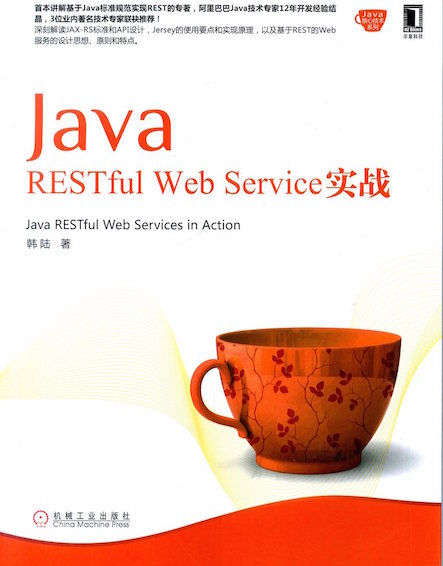 首本讲解基于Java标准规范实现REST的专著，阿里巴巴Java技术专家12年开发经验结
晶，3位业内著名技术专家联袂推荐！
深刻解读JAX-RS标准和API设计，Jersey的使用要点和实现原理，以及基于REST的Web
服务的设计思想、原则和特点。
Java
核心技术
系列
华章科技
Java
RESTful Web Service实战
Java RESTful Web Services in Action
韩陆 著
机械工业出版社
China Machine Press